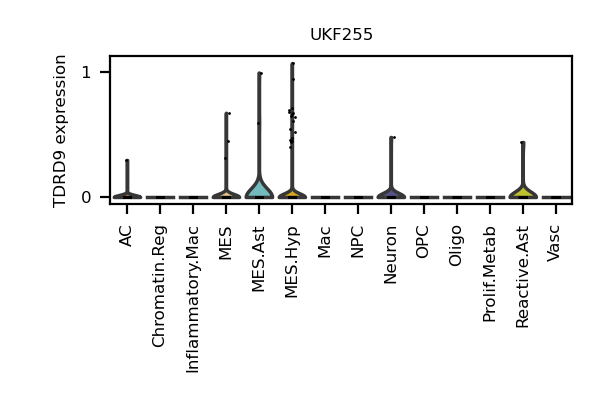 UKF255
TDRD9 expression
1
0
AC
Chromatin.Reg
Inflammatory.Mac
MES
MES.Ast
MES.Hyp
Mac
NPC
Neuron
OPC
Oligo
Prolif.Metab
Reactive.Ast
Vasc